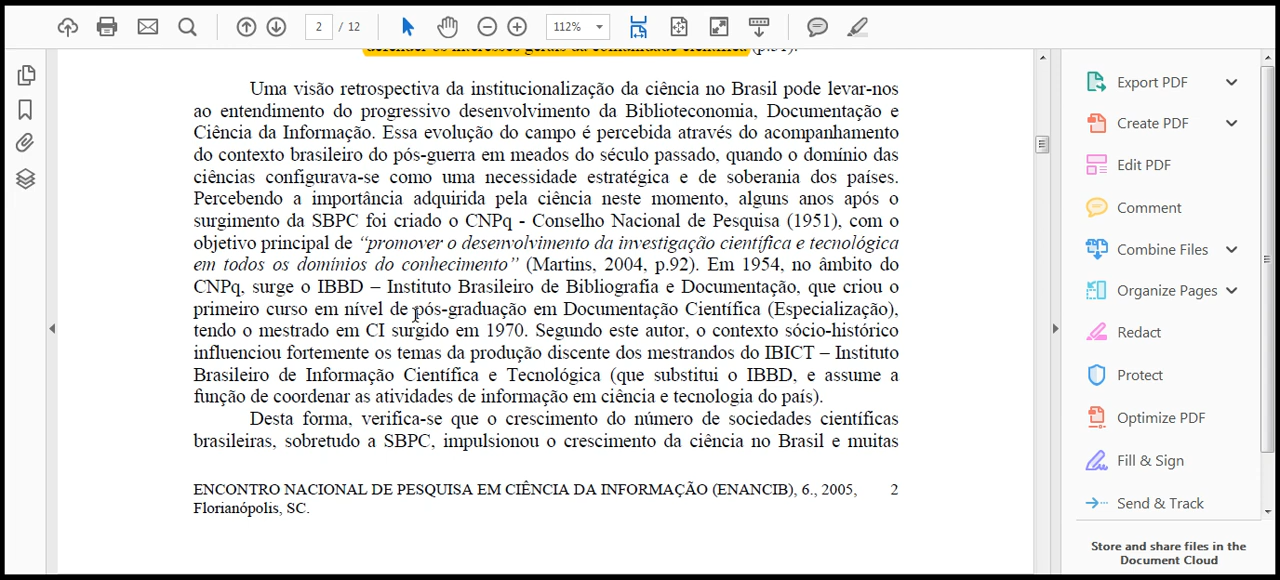 2 / 12
112%
defender os interesses gerais da comunidade científica (p.91).
Uma visão retrospectiva da institucionalização da ciência no Brasil pode levar-nos
ao entendimento do progressivo desenvolvimento da Biblioteconomia, Documentação e
Ciência da Informação. Essa evolução do campo é percebida através do acompanhamento
do contexto brasileiro do pós-guerra em meados do século passado, quando o domínio das
ciências configurava-se como uma necessidade estratégica e de soberania dos países.
Percebendo a importância adquirida pela ciência neste momento, alguns anos após o
surgimento da SBPC foi criado o CNPq - Conselho Nacional de Pesquisa (1951), com o
objetivo principal de “promover o desenvolvimento da investigação científica e tecnológica
em todos os domínios do conhecimento” (Martins, 2004, p.92). Em 1954, no âmbito do
CNPq, surge o IBBD – Instituto Brasileiro de Bibliografia e Documentação, que criou o
primeiro curso em nível de pós-graduação em Documentação Científica (Especialização),
tendo o mestrado em CI surgido em 1970. Segundo este autor, o contexto sócio-histórico
influenciou fortemente os temas da produção discente dos mestrandos do IBICT – Instituto
Brasileiro de Informação Científica e Tecnológica (que substitui o IBBD, e assume a
função de coordenar as atividades de informação em ciência e tecnologia do país).
Desta forma, verifica-se que o crescimento do número de sociedades científicas
brasileiras, sobretudo a SBPC, impulsionou o crescimento da ciência no Brasil e muitas
ENCONTRO NACIONAL DE PESQUISA EM CIÊNCIA DA INFORMAÇÃO (ENANCIB), 6., 2005, 2
Florianópolis, SC.
Export PDF
Create PDF
Edit PDF
Comment
Combine Files
Organize Pages
Redact
Protect
Optimize PDF
Fill & Sign
Send & Track
Store and share files in the
Document Cloud